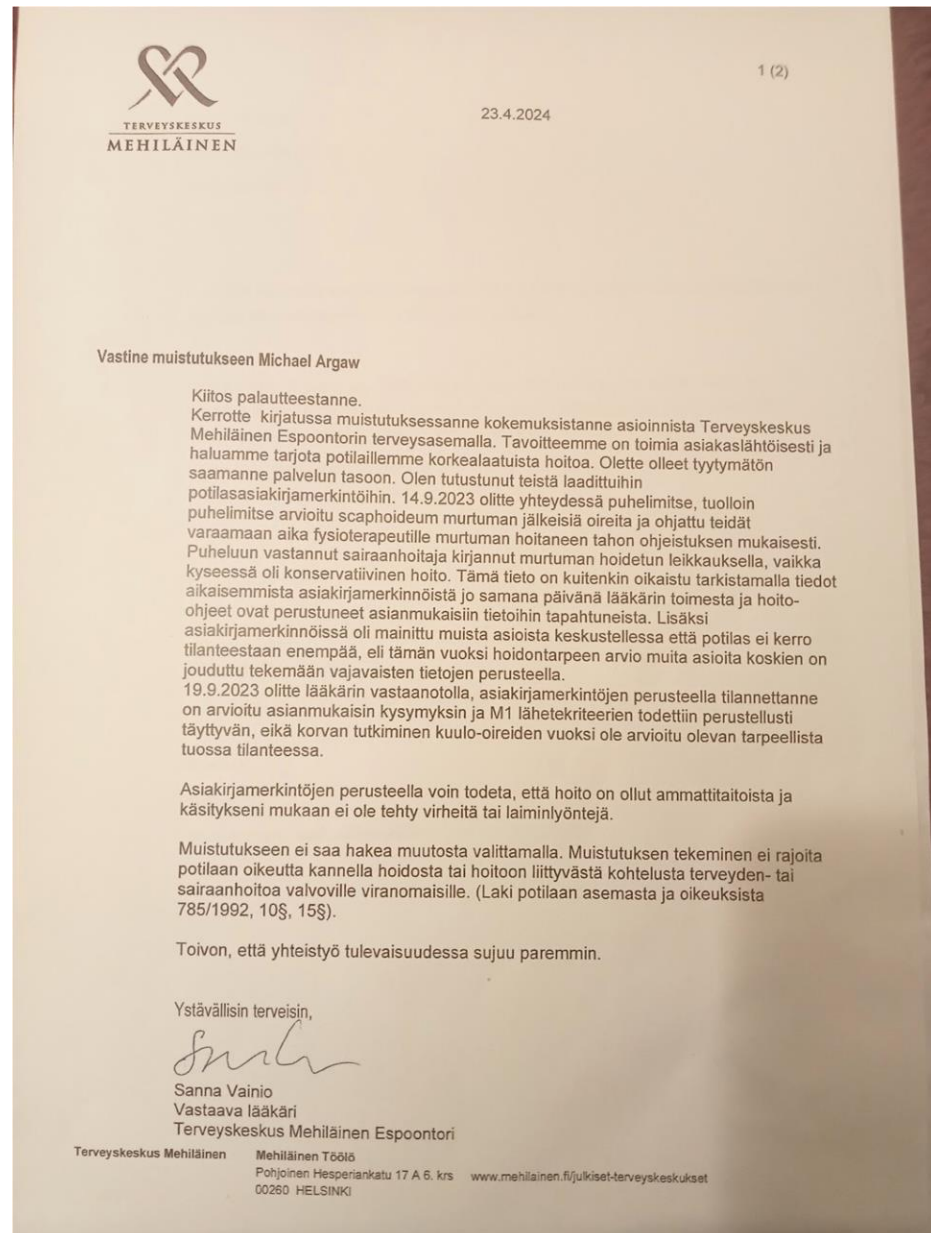 1 (2)
23.4.2024
TERVEYSKESKUS
MEHILÄINEN
Vastine muistutukseen Michael Argaw
Kiitos palautteestanne.
Kerrotte kirjatussa muistutuksessanne kokemuksistanne asioinnista Terveyskeskus
Mehiläinen Espoontorin terveysasemalla. Tavoitteemme on toimia asiakaslähtöisesti ja
haluamme tarjota potilaillemme korkealaatuista hoitoa. Olette olleet tyytymätön
saamanne palvelun tasoon. Olen tutustunut teistä laadittuihin
potilasasiakirjamerkintöihin. 14.9.2023 olitte yhteydessä puhelimitse, tuolloin
puhelimitse arvioitu scaphoideum murtuman jälkeisiä oireita ja ohjattu teidät
varaamaan aika fysioterapeutille murtuman hoitaneen tahon ohjeistuksen mukaisesti.
Puheluun vastannut sairaanhoitaja kirjannut murtuman hoidetun leikkauksella, vaikka
kyseessä oli konservatiivinen hoito. Tämä tieto on kuitenkin oikaistu tarkistamalla tiedot
aikaisemmista asiakirjamerkinnöistä jo samana päivänä lääkärin toimesta ja hoito-
ohjeet ovat perustuneet asianmukaisiin tietoihin tapahtuneista. Lisäksi
asiakirjamerkinnöissä oli mainittu muista asioista keskustellessa että potilas ei kerro
tilanteestaan enempää, eli tämän vuoksi hoidontarpeen arvio muita asioita koskien on
jouduttu tekemään vajavaisten tietojen perusteella.
19.9.2023 olitte lääkärin vastaanotolla, asiakirjamerkintöjen perusteella tilannettanne
on arvioitu asianmukaisin kysymyksin ja M1 lähetekriteerien todettiin perustellusti
täyttyvän, eikä korvan tutkiminen kuulo-oireiden vuoksi ole arvioitu olevan tarpeellista
tuossa tilanteessa.
Asiakirjamerkintöjen perusteella voin todeta, että hoito on ollut ammattitaitoista ja
käsitykseni mukaan ei ole tehty virheitä tai laiminlyöntejä.
Muistutukseen ei saa hakea muutosta valittamalla. Muistutuksen tekeminen ei rajoita
potilaan oikeutta kannella hoidosta tai hoitoon liittyvästä kohtelusta terveyden- tai
sairaanhoitoa valvoville viranomaisille. (Laki potilaan asemasta ja oikeuksista
785/1992, 10§, 15§).
Toivon, että yhteistyö tulevaisuudessa sujuu paremmin.
Ystävällisin terveisin,
Sanna Vainio
Vastaava lääkäri
Terveyskeskus Mehiläinen Espoontori
Terveyskeskus Mehiläinen Mehiläinen Töölö
Pohjoinen Hesperiankatu 17 A 6. krs www.mehilainen.fi/julkiset-terveyskeskukset
00260 HELSINKI